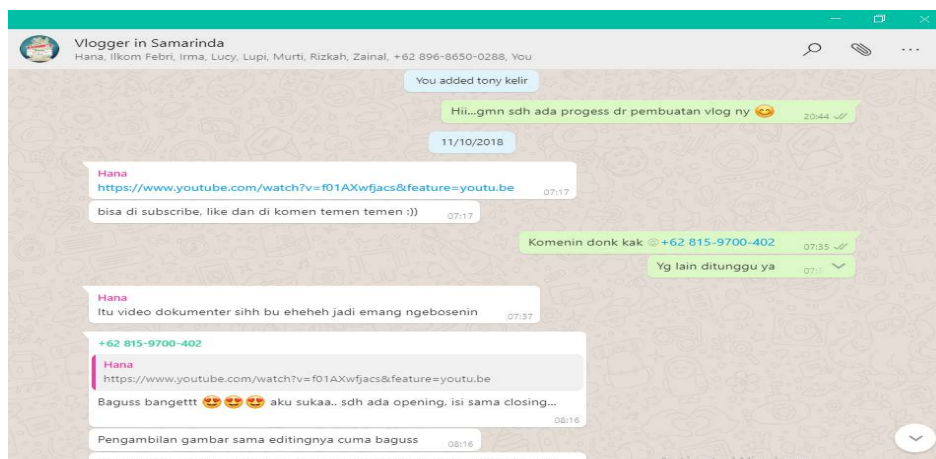 Vlogger in Samarinda
Hana, Ilkom Febri, Irma, Lucy, Lupi, Murti, Rizkah, Zainal, +62 896-8650-0288, You
You added tony kelir
Hii...gmn sdh ada progess dr pembuatan vlog ny 😊 20:44
11/10/2018
Hana
https://www.youtube.com/watch?v=f01AXwfjacs&feature=youtu.be 07:17
bisa di subscribe, like dan di komen temen temen :)) 07:17
Komenin donk kak @+62 815-9700-402 07:35
Yg lain ditunggu ya
Hana
Itu video dokumenter sihh bu eheheh jadi emang ngebosenin 07:37
+62 815-9700-402
Hana
https://www.youtube.com/watch?v=f01AXwfjacs&feature=youtu.be
Baguss bangettt 😍😍😍 aku sukaa.. sdh ada opening, isi sama closing...
08:16
Pengambilan gambar sama editingnya cuma baguss 08:16